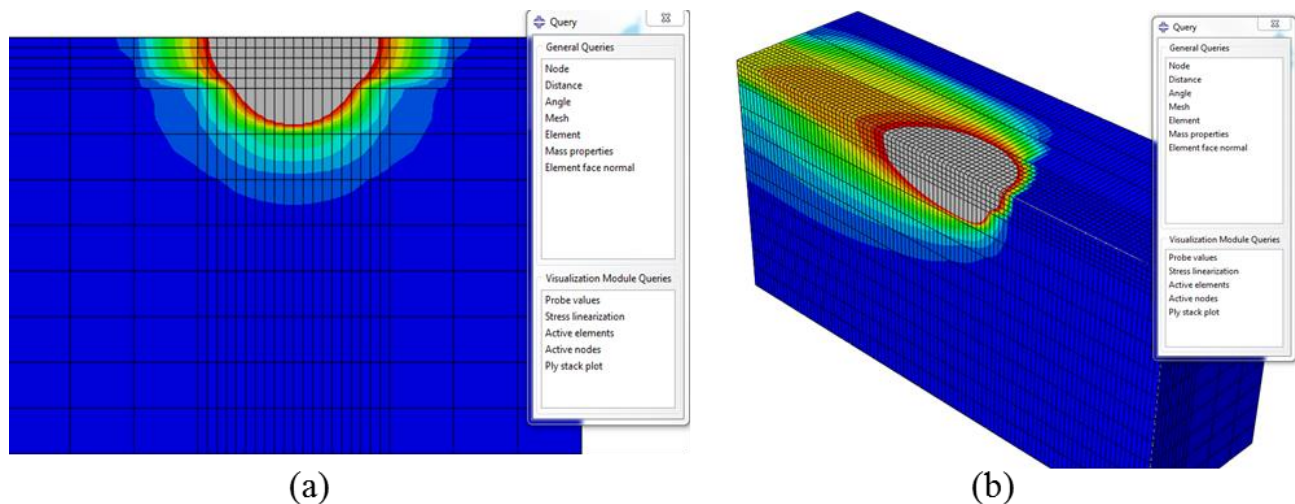 Query
General Queries
Node
Distance
Angle
Mesh
Element
Mass properties
Element face normal
Visualization Module Queries
Probe values
Stress linearization
Active elements
Active nodes
Ply stack plot
(a)
Query
General Queries
Node
Distance
Angle
Mesh
Element
Mass properties
Element face normal
Visualization Module Queries
Probe values
Stress linearization
Active elements
Active nodes
Ply stack plot
(b)